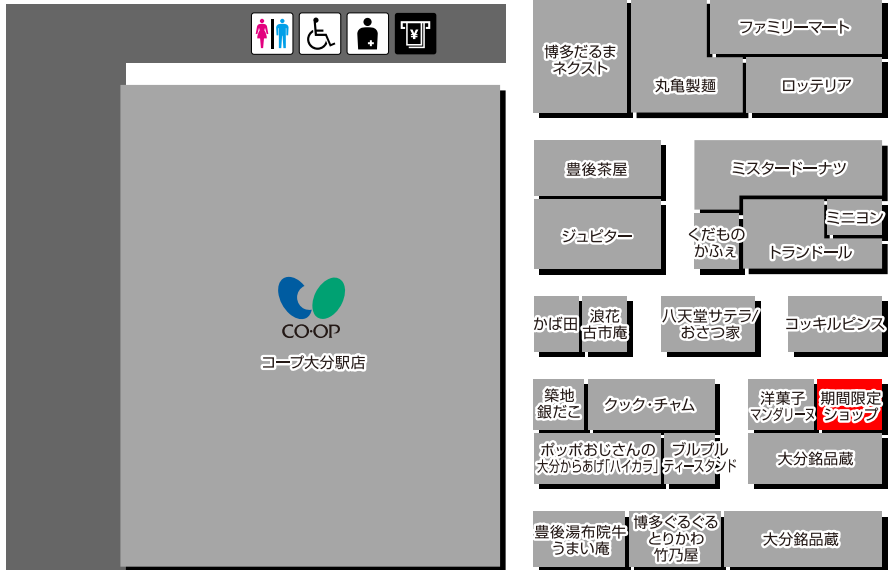 ¥
ファミリーマート
博多だるま
ネクスト
丸亀製麺
ロッテリア
豊後茶屋
ミスタードーナツ
ジュピター
くだもの
かふぇ
ミニヨン
トランドール
CO·OP
コープ大分駅店
かば田
浪花
古市庵
八天堂サテラ/
おさつ家
コッキルピンス
築地
銀だこ
クック・チャム
洋菓子
マンダリーヌ
期間限定
ショップ
ポッポおじさんの
大分からあげ「ハイカラ」
プルプル
ティースタンド
大分銘品蔵
豊後湯布院牛
うまい庵
博多ぐるぐる
とりかわ
竹乃屋
大分銘品蔵